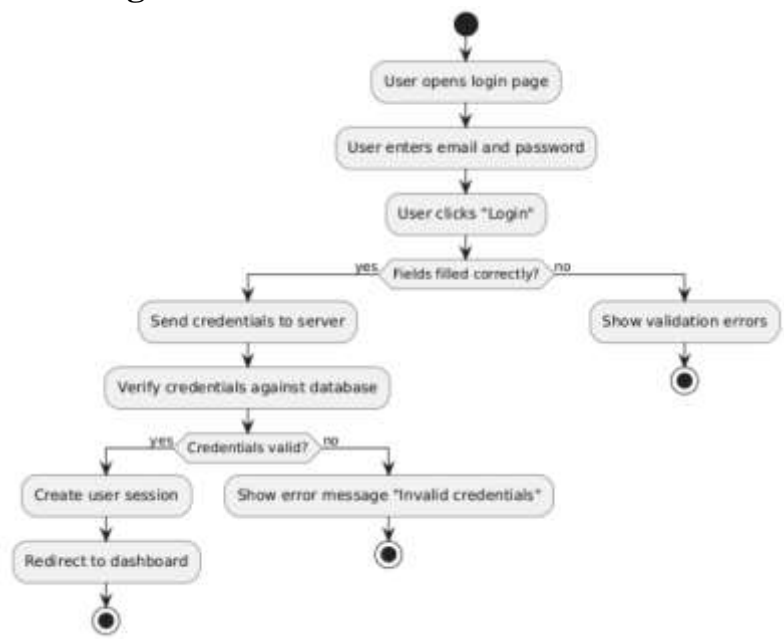 User opens login page
User enters email and password
User clicks "Login"
yes
Fields filled correctly?
no
Send credentials to server
Show validation errors
Verify credentials against database
yes
Credentials valid?
no
Create user session
Show error message "Invalid credentials"
Redirect to dashboard